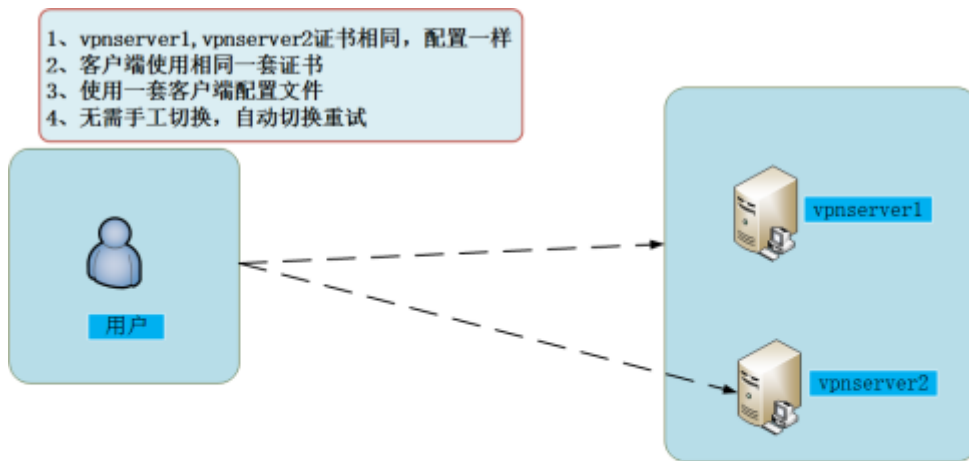 1、vpnserver1,vpnserver2证书相同，配置一样
2、客户端使用相同一套证书
3、使用一套客户端配置文件
4、无需手工切换，自动切换重试
vpnserver1
用户
vpnserver2